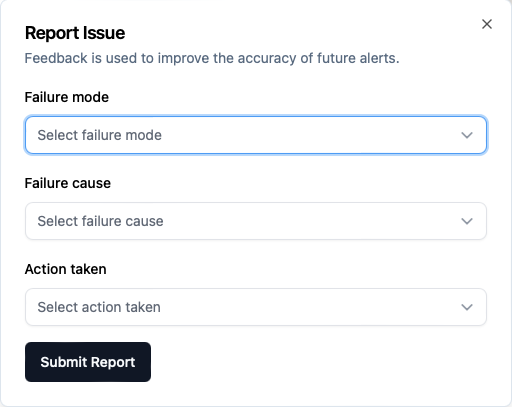 Report Issue
Feedback is used to improve the accuracy of future alerts.
Failure mode
Select failure mode
Failure cause
Select failure cause
Action taken
Select action taken
Submit Report